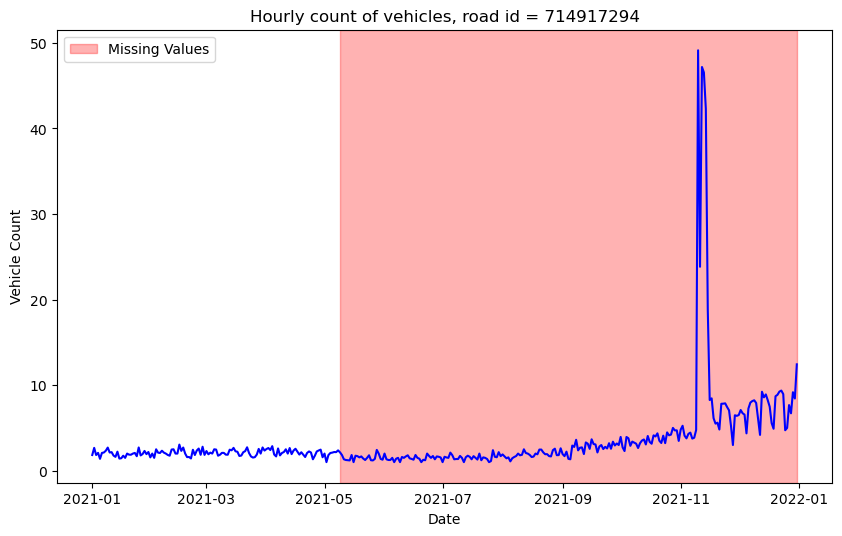 Hourly count of vehicles, road id = 714917294
Missing Values
50
40
30
20
10
0
Vehicle Count
2021-01 2021-03 2021-05 2021-07 2021-09 2021-11 2022-01
Date